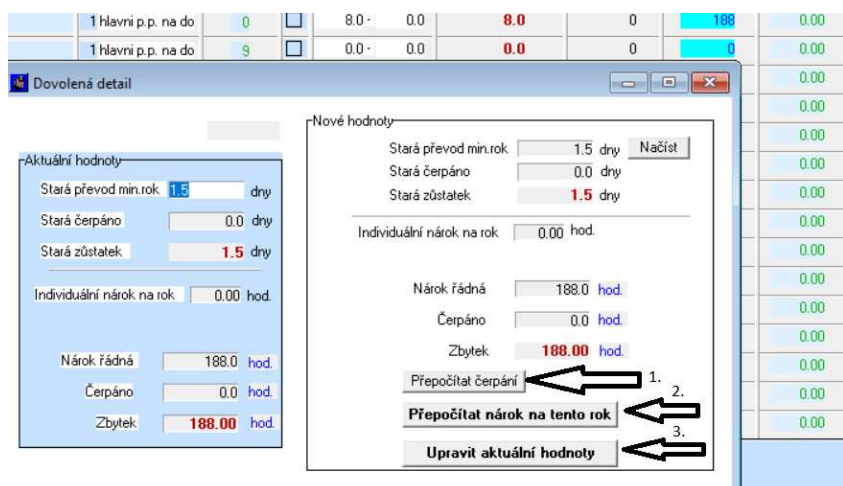 1 hlavni p.p. na do 0 8.0 - 0.0 8.0 0 188 0.00
1 hlavni p.p. na do 9 0.0 - 0.0 0.0 0 0 0.00
Dovolená detail
0.00
0.00
0.00
0.00
0.00
0.00
0.00
0.00
0.00
0.00
0.00
0.00
0.00
Aktuální hodnoty
Stará převod min.rok 1.5 dny
Stará čerpáno 0.0 dny
Stará zůstatek 1.5 dny
Individuální nárok na rok 0.00 hod.
Nárok řádná 188.0 hod.
Čerpáno 0.0 hod.
Zbytek 188.00 hod.
Nové hodnoty
Stará převod min.rok 1.5 dny Načíst
Stará čerpáno 0.0 dny
Stará zůstatek 1.5 dny
Individuální nárok na rok 0.00 hod.
Nárok řádná 188.0 hod.
Čerpáno 0.0 hod.
Zbytek 188.00 hod.
Přepočítat čerpání 1.
Přepočítat nárok na tento rok 2.
Upravit aktuální hodnoty 3.